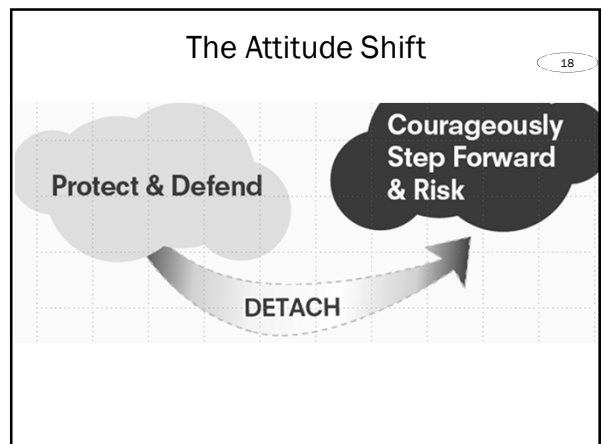 The Attitude Shift
18
Protect & Defend
Courageously
Step Forward
& Risk
DETACH